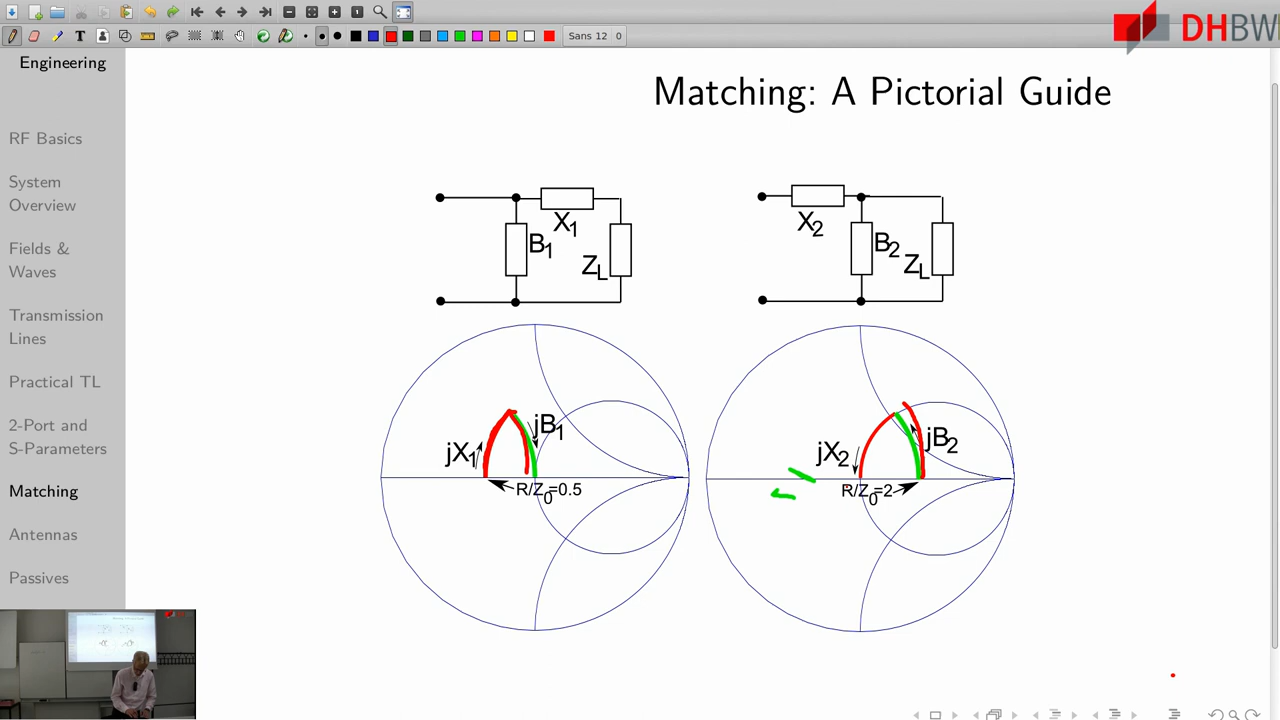 Sans 12 0
DHBW
Engineering
RF Basics
System
Overview
Fields &
Waves
Transmission
Lines
Practical TL
2-Port and
S-Parameters
Matching
Antennas
Passives
Matching: A Pictorial Guide
X1
B1
ZL
X2
B2
ZL
jX1
jB1
R/Z0=0.5
jX2
jB2
R/Z0=2